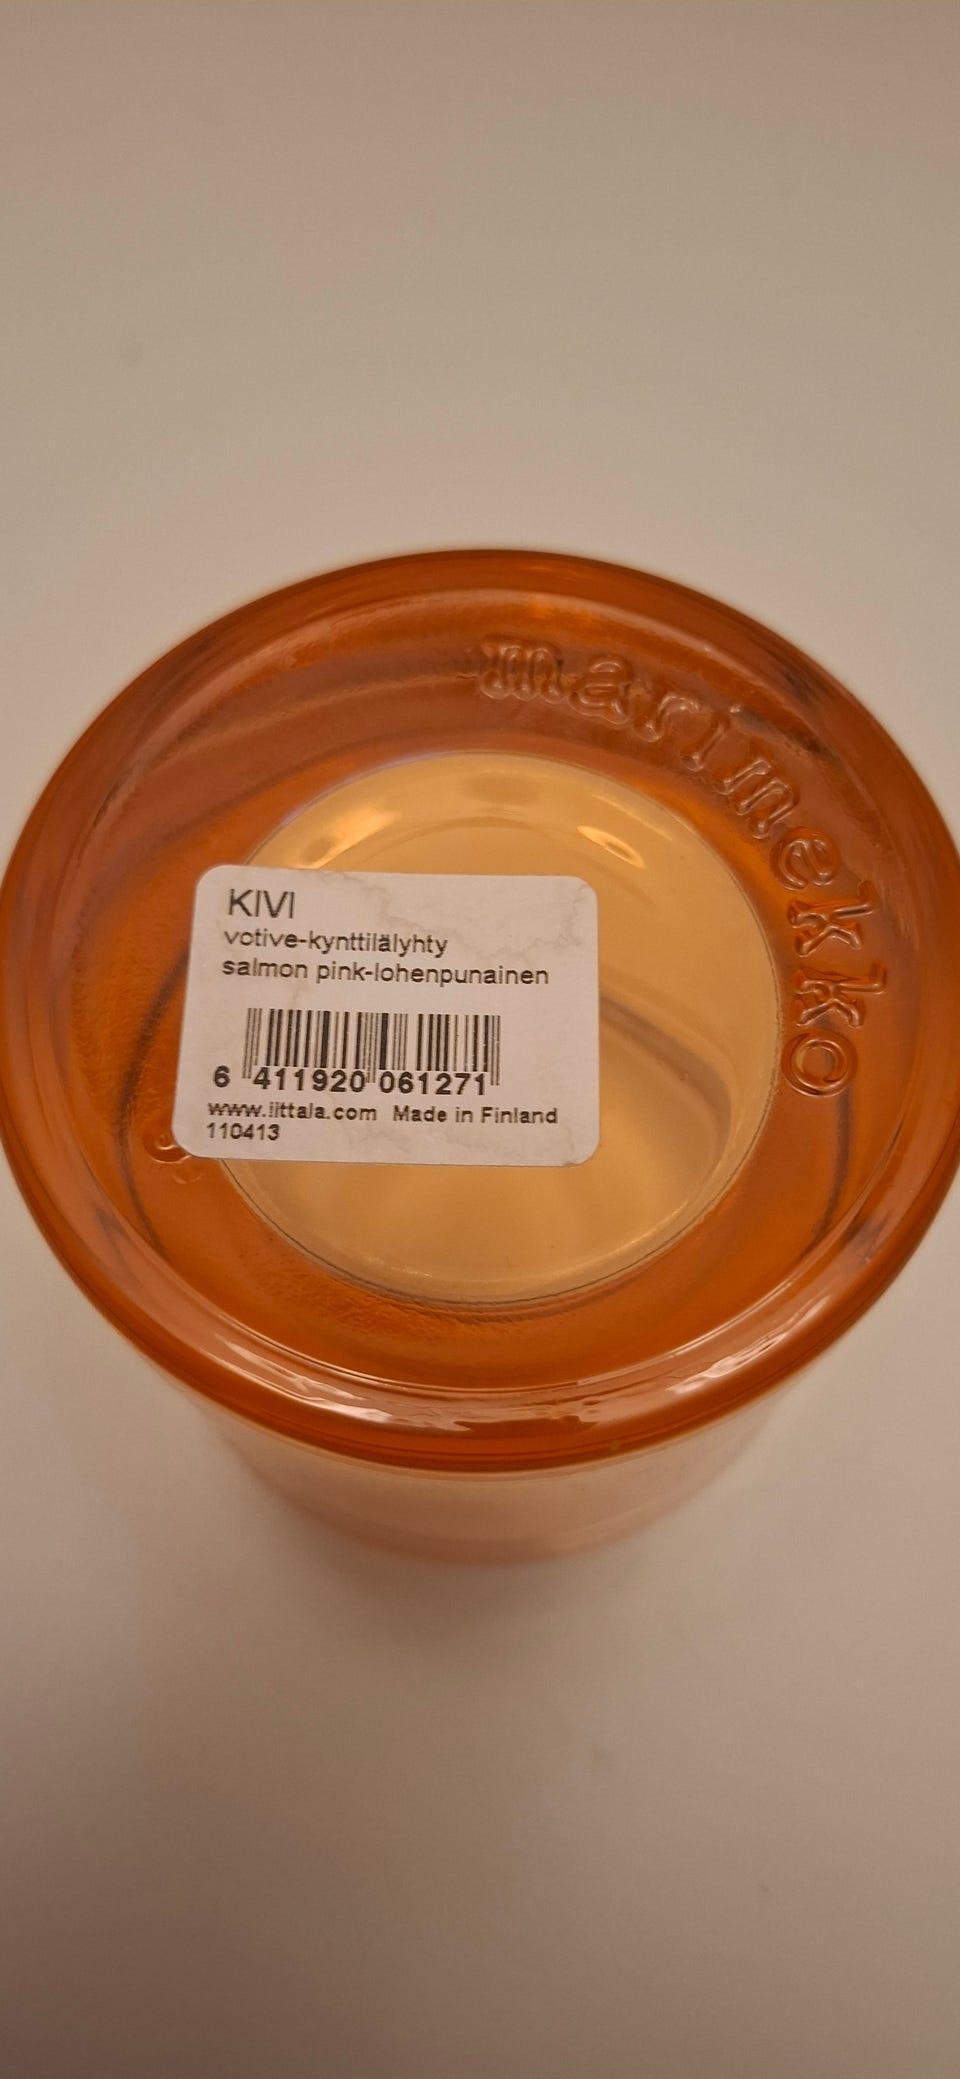 marimekko
KIVI
votive-kynttilälyhty
salmon pink-lohenpunainen
6 411920 061271
www.iittala.com Made in Finland
110413